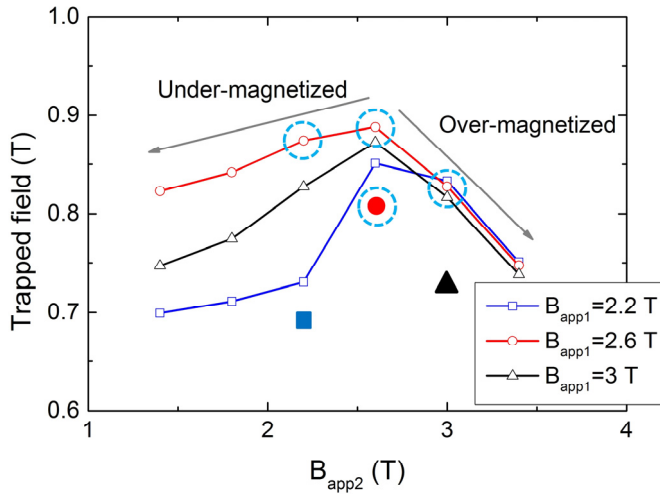 1.0
0.9
0.8
0.7
0.6
Trapped field (T)
Under-magnetized
Over-magnetized
B_app1=2.2 T
B_app1=2.6 T
B_app1=3 T
1 2 3 4
B_app2 (T)